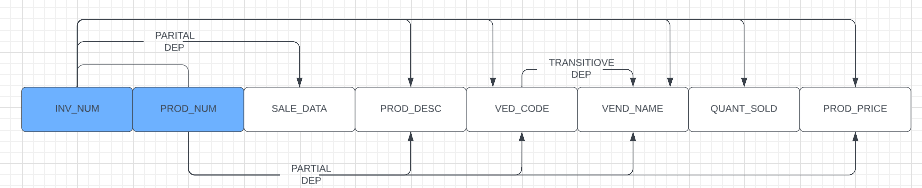 PARITAL
DEP
TRANSITIOVE
DEP
INV_NUM PROD_NUM SALE_DATA PROD_DESC VED_CODE VEND_NAME QUANT_SOLD PROD_PRICE
PARTIAL
DEP